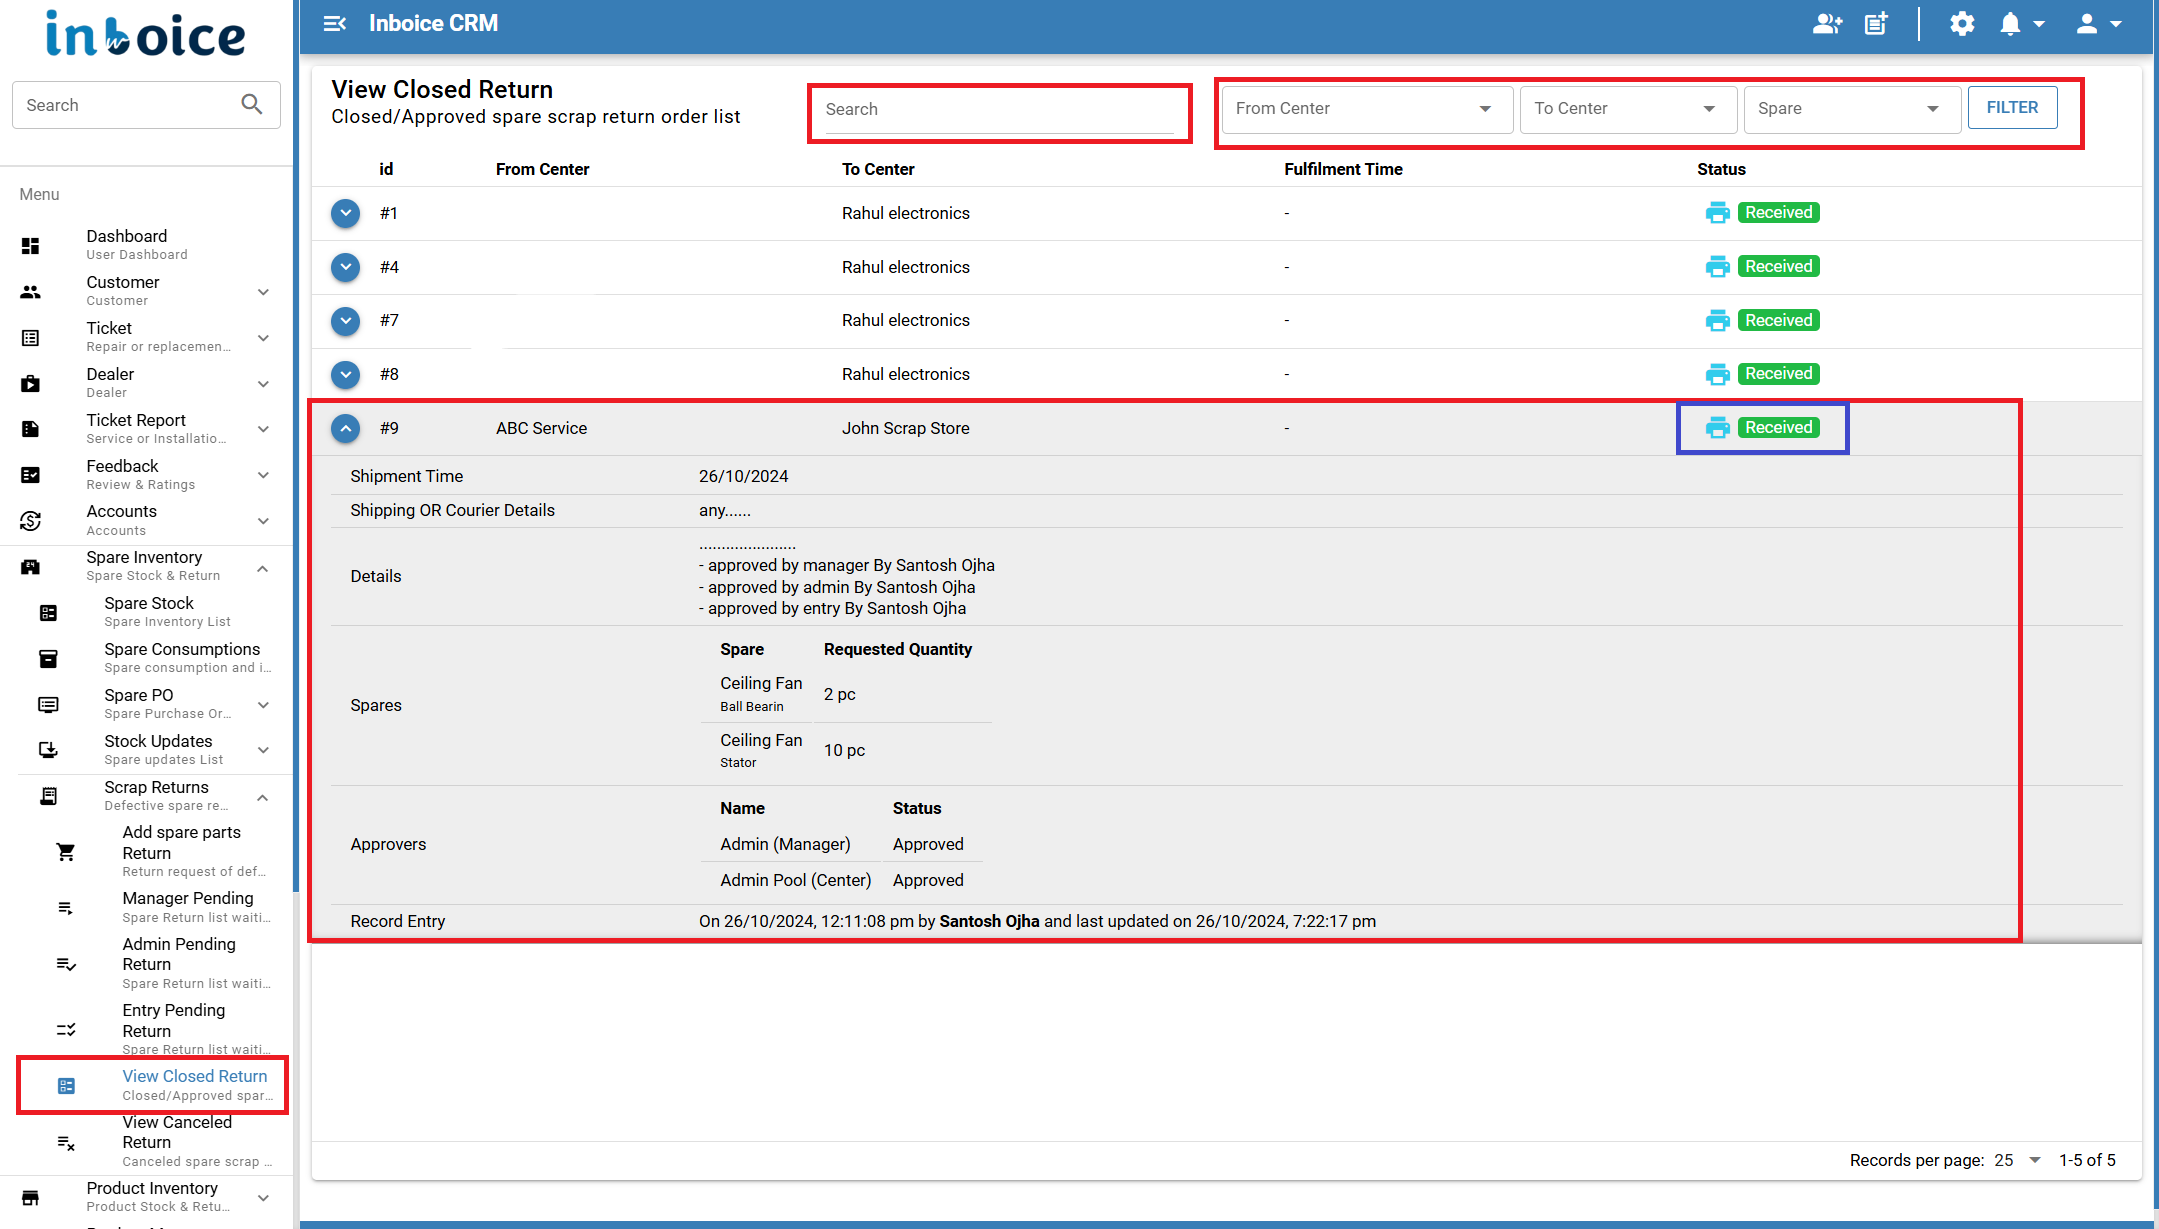 inboice
Search
Menu
Dashboard
User Dashboard
Customer
Customer
Ticket
Repair or replacemen...
Dealer
Dealer
Ticket Report
Service or Installatio...
Feedback
Review & Ratings
Accounts
Accounts
Spare Inventory
Spare Stock & Return
Spare Stock
Spare Inventory List
Spare Consumptions
Spare consumption and i...
Spare PO
Spare Purchase Or...
Stock Updates
Spare updates List
Scrap Returns
Defective spare re...
Add spare parts
Return
Return request of def...
Manager Pending
Spare Return list waiti...
Admin Pending
Return
Spare Return list waiti...
Entry Pending
Return
Spare Return list waiti...
View Closed Return
Closed/Approved spar...
View Canceled
Return
Canceled spare scrap ...
Product Inventory
Product Stock & Retu...
Inboice CRM
View Closed Return
Closed/Approved spare scrap return order list
Search
From Center To Center Spare FILTER
id From Center To Center Fulfilment Time Status
#1 Rahul electronics - Received
#4 Rahul electronics - Received
#7 Rahul electronics - Received
#8 Rahul electronics - Received
#9 ABC Service John Scrap Store - Received
Shipment Time 26/10/2024
Shipping OR Courier Details any......
Details ......................
- approved by manager By Santosh Ojha
- approved by admin By Santosh Ojha
- approved by entry By Santosh Ojha
Spares
Spare Requested Quantity
Ceiling Fan
Ball Bearin
2 pc
Ceiling Fan
Stator
10 pc
Approvers
Name Status
Admin (Manager) Approved
Admin Pool (Center) Approved
Record Entry On 26/10/2024, 12:11:08 pm by Santosh Ojha and last updated on 26/10/2024, 7:22:17 pm
Records per page: 25 1-5 of 5